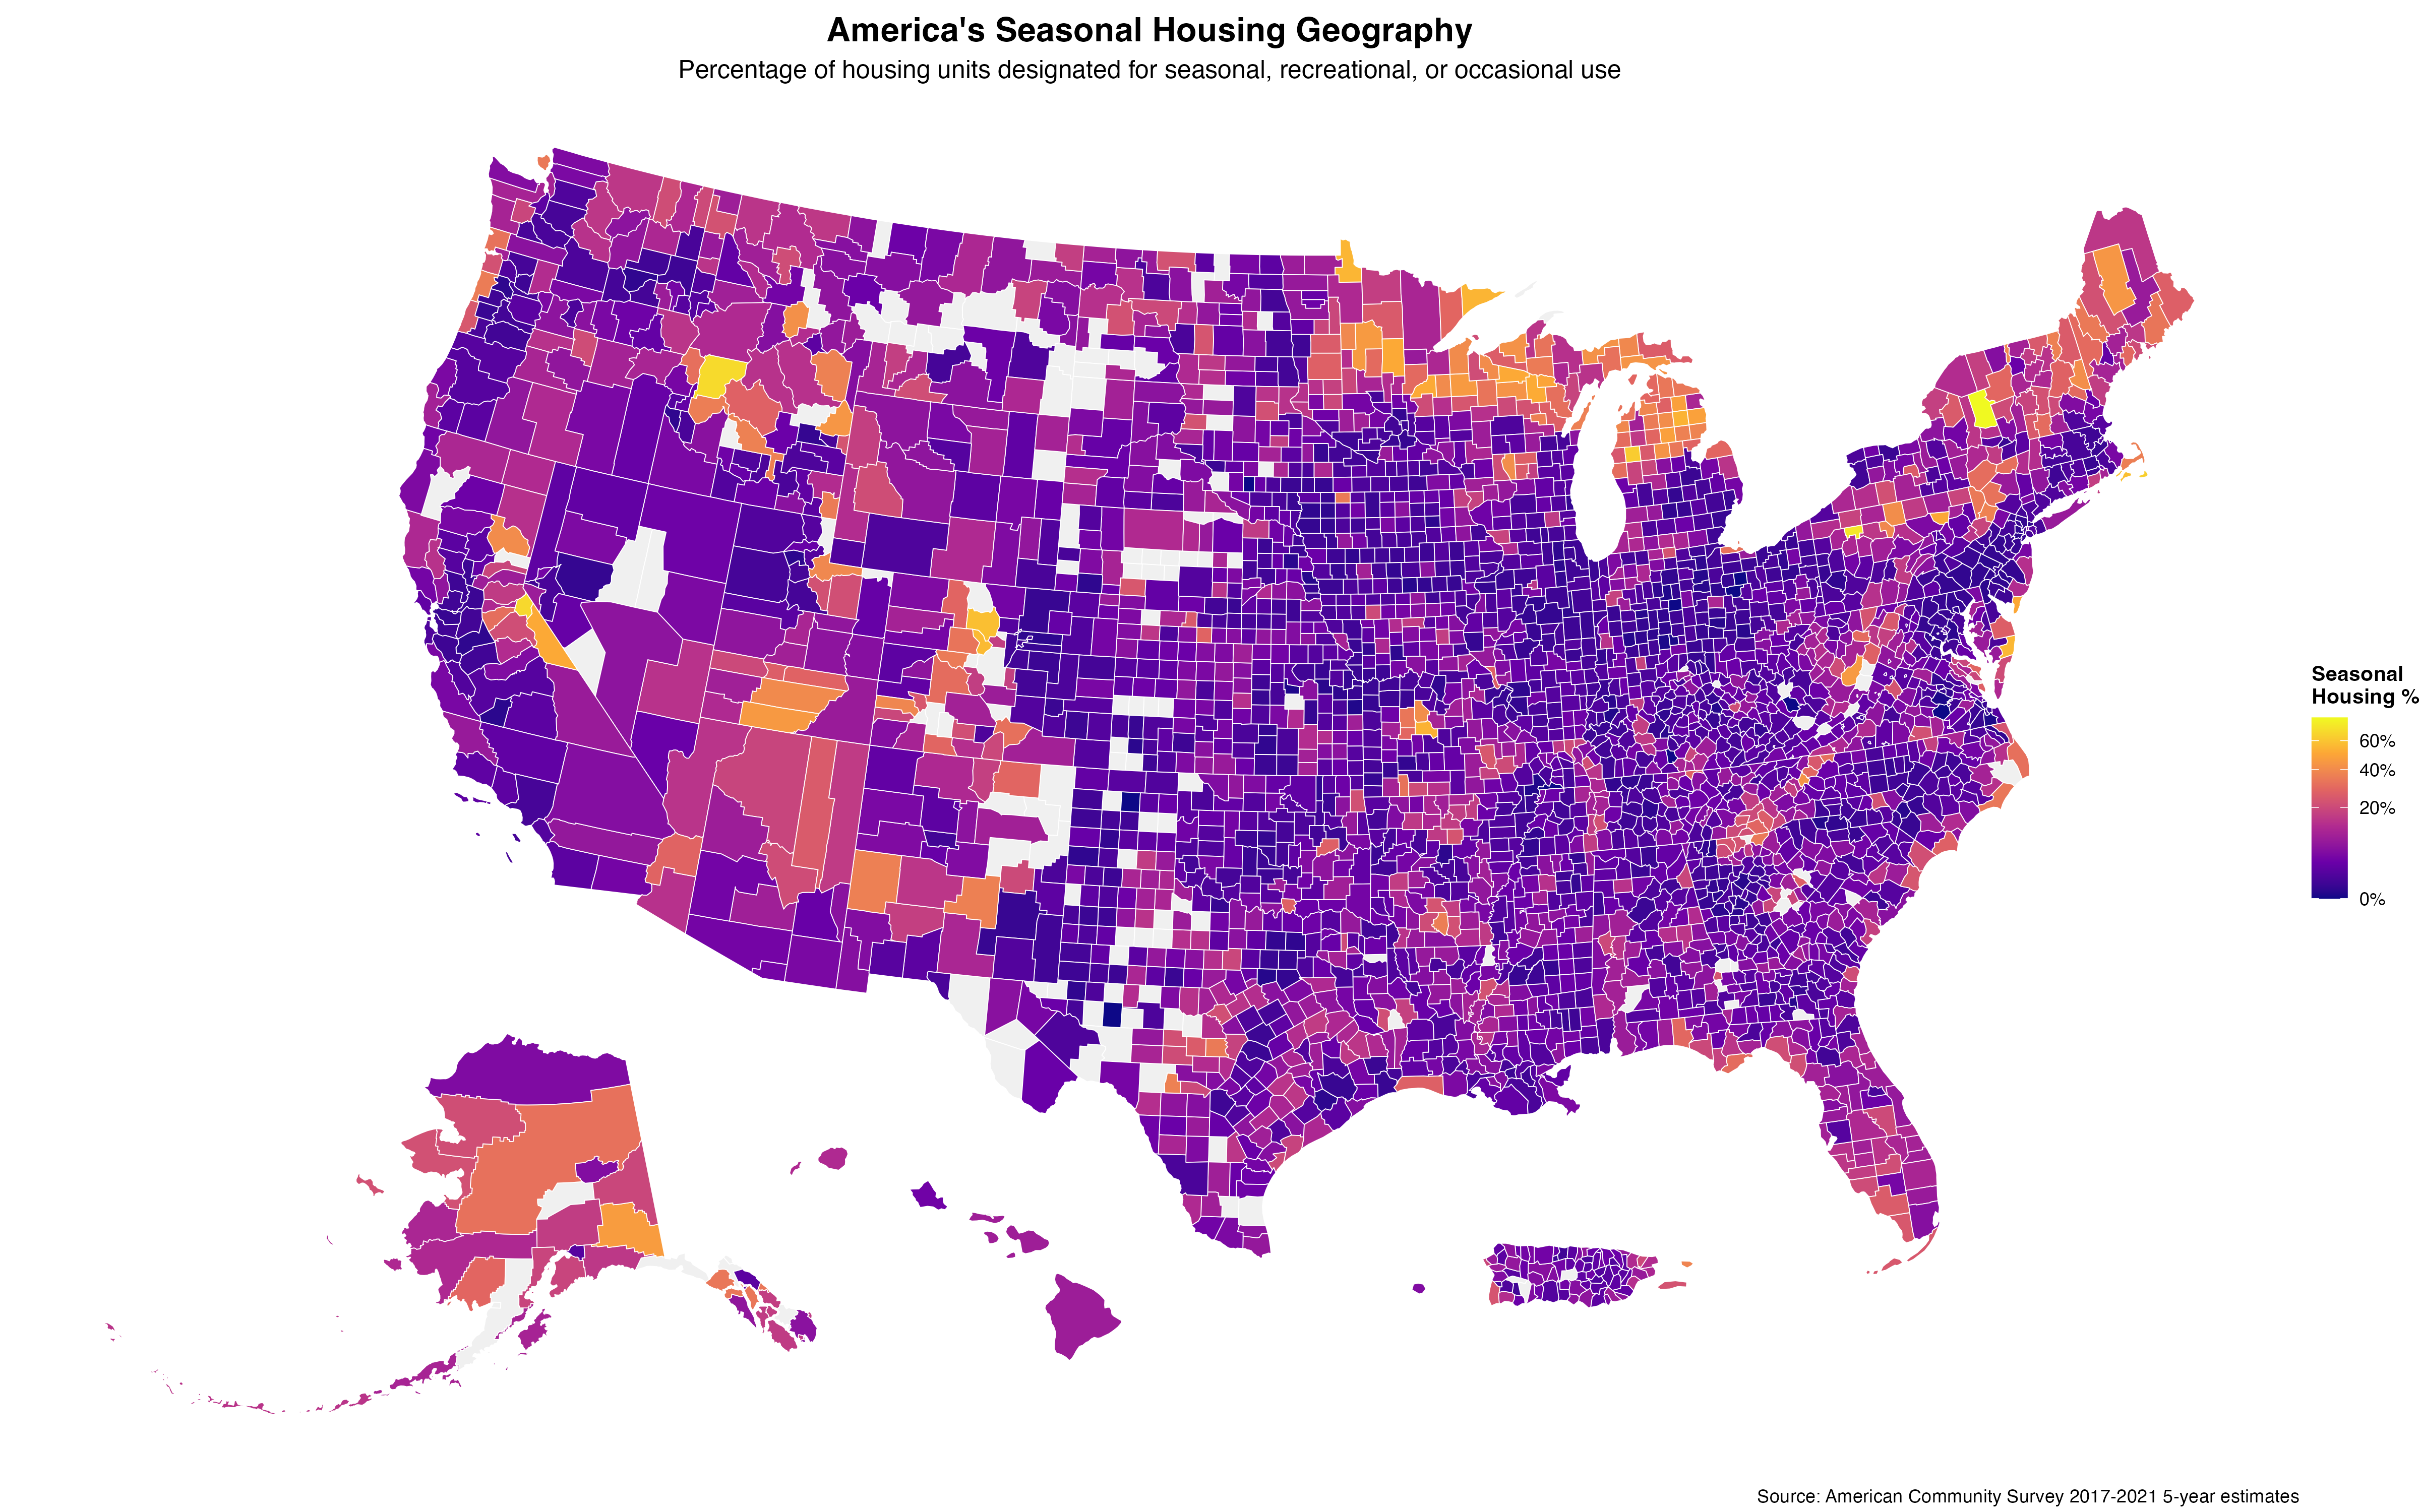 America's Seasonal Housing Geography
Percentage of housing units designated for seasonal, recreational, or occasional use
Seasonal
Housing %
60%
40%
20%
0%
Source: American Community Survey 2017-2021 5-year estimates